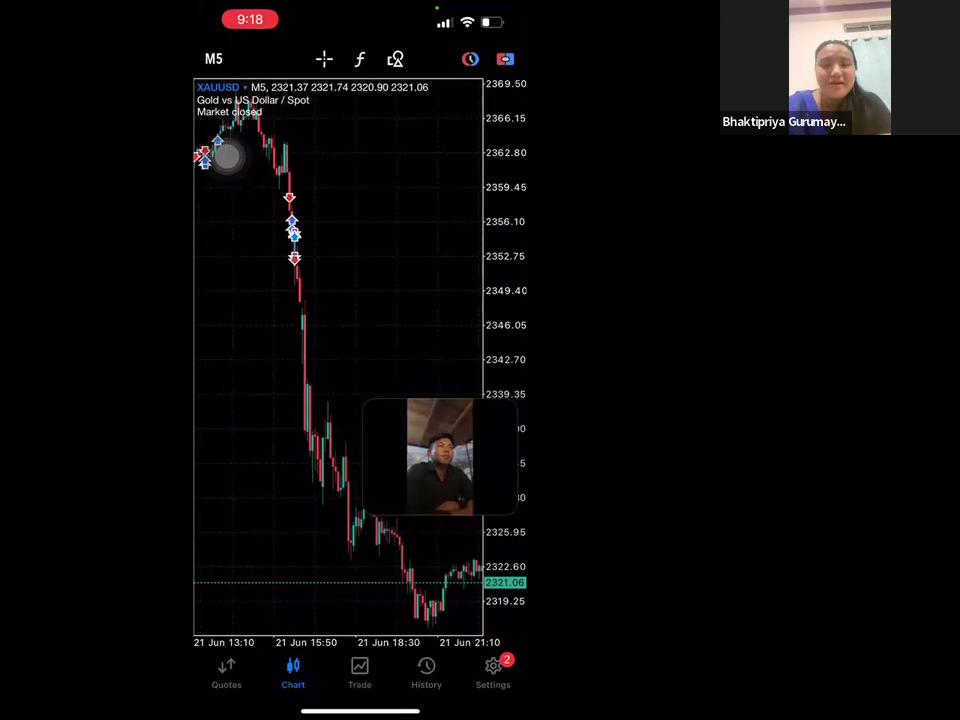 9:18
M5
XAUUSD M5, 2321.37 2321.74 2320.90 2321.06
Gold vs US Dollar / Spot
Market closed
2369.50
2366.15
2362.80
2359.45
2356.10
2352.75
2349.40
2346.05
2342.70
2339.35
2325.95
2322.60
2321.06
2319.25
21 Jun 13:10
21 Jun 15:50
21 Jun 18:30
21 Jun 21:10
Quotes
Chart
Trade
History
2
Settings
Bhaktipriya Gurumay...